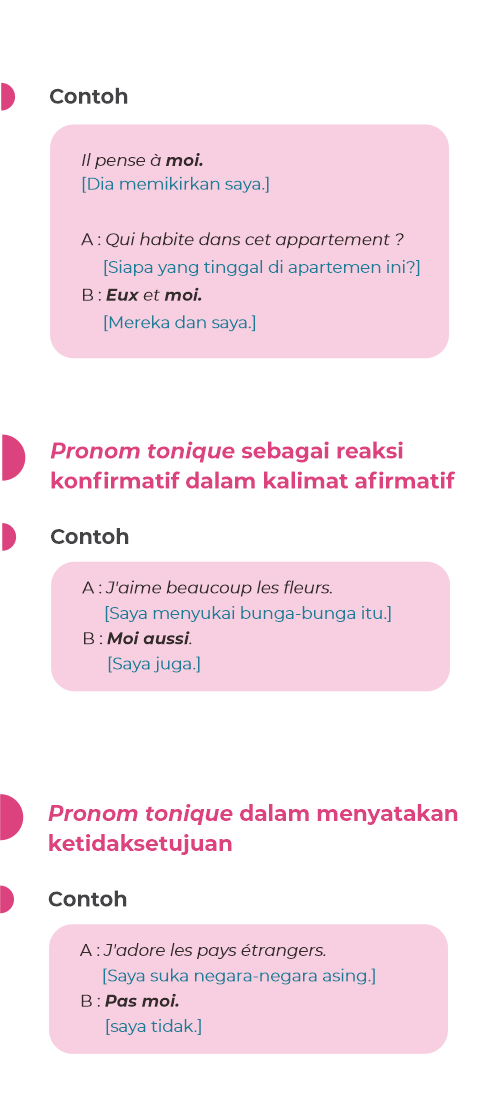 Contoh
Il pense à moi.
[Dia memikirkan saya.]
A : Qui habite dans cet appartement ?
[Siapa yang tinggal di apartemen ini?]
B : Eux et moi.
[Mereka dan saya.]
Pronom tonique sebagai reaksi
konfirmatif dalam kalimat afirmatif
Contoh
A : J'aime beaucoup les fleurs.
[Saya menyukai bunga-bunga itu.]
B : Moi aussi.
[Saya juga.]
Pronom tonique dalam menyatakan
ketidaksetujuan
Contoh
A : J'adore les pays étrangers.
[Saya suka negara-negara asing.]
B : Pas moi.
[saya tidak.]